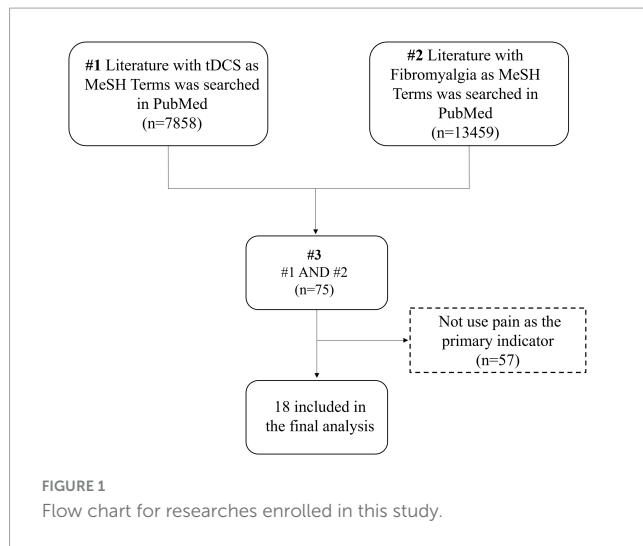 #1 Literature with tDCS as
MeSH Terms was searched
in PubMed
(n=7858)
#2 Literature with
Fibromyalgia as MeSH
Terms was searched in
PubMed
(n=13459)
#3
#1 AND #2
(n=75)
Not use pain as the
primary indicator
(n=57)
18 included in
the final analysis
FIGURE 1
Flow chart for researches enrolled in this study.